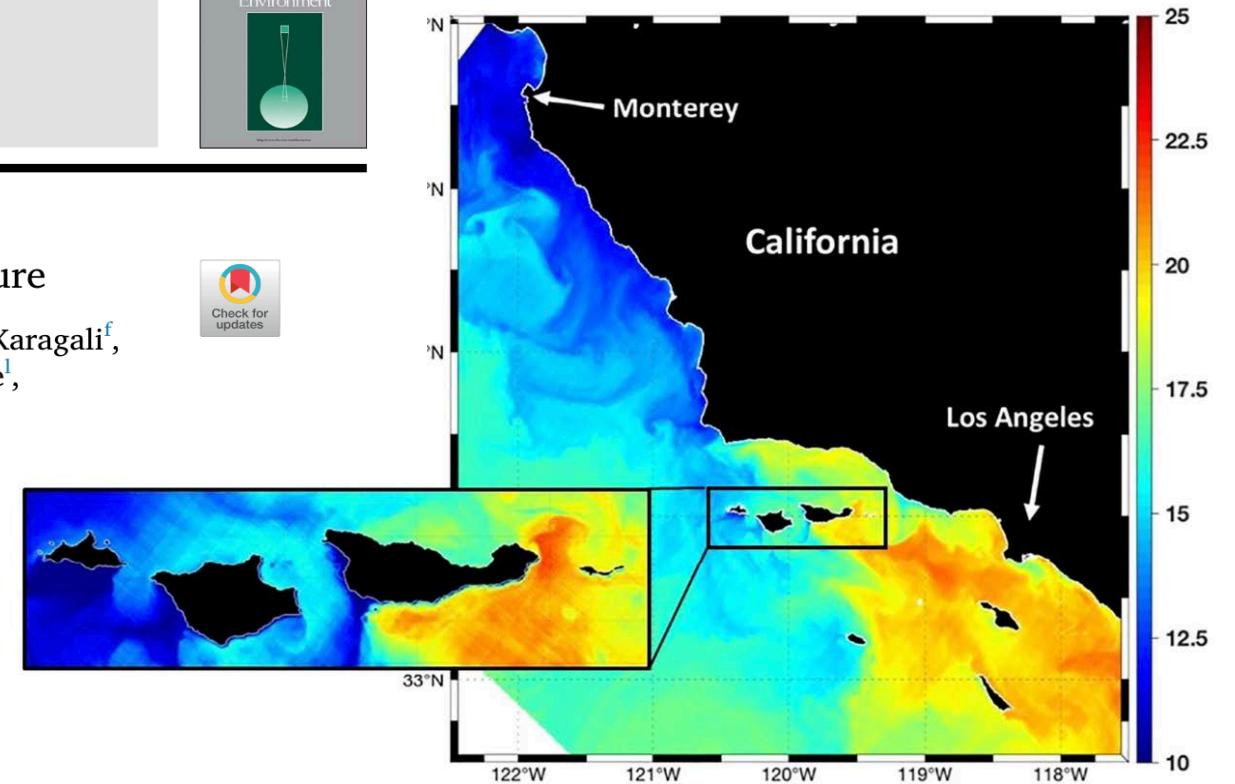 Environment
ure
Check for
updates
Karagali f,
e l,
Monterey
California
Los Angeles
°N
°N
°N
33°N
122°W
121°W
120°W
119°W
118°W
25
22.5
20
17.5
15
12.5
10